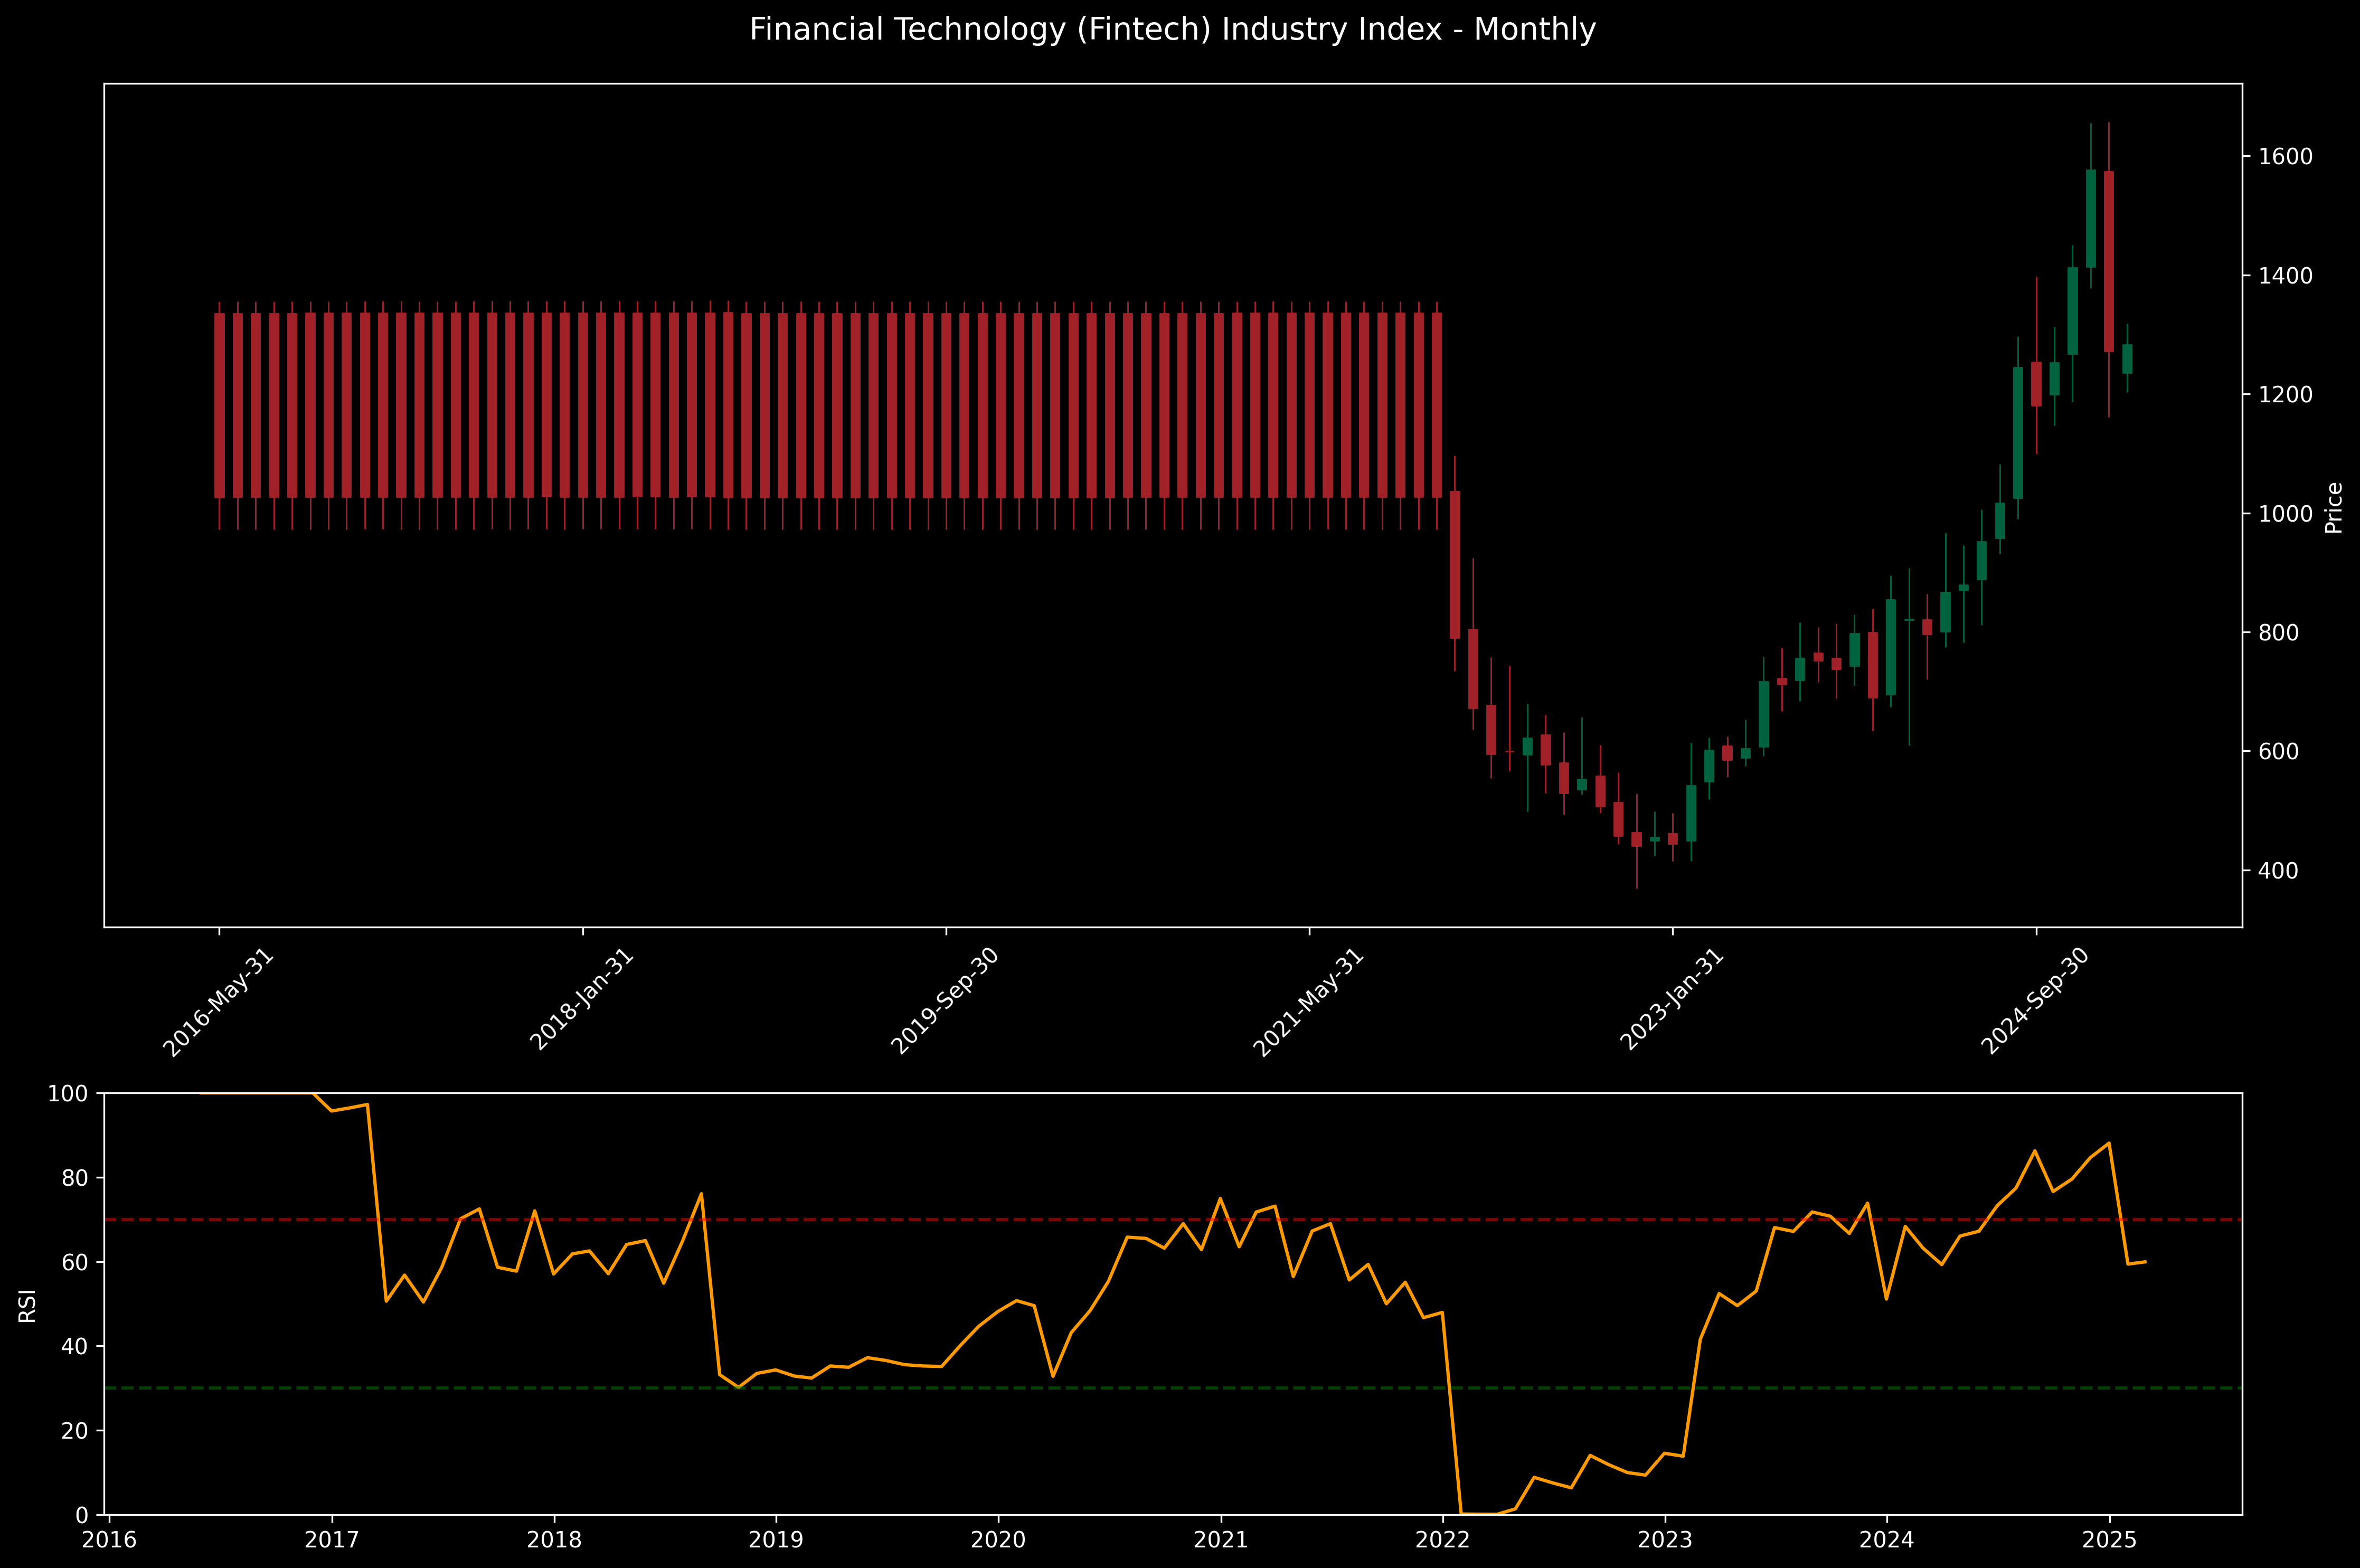 Financial Technology (Fintech) Industry Index - Monthly
1600
1400
1200
1000
800
600
400
Price
2016-May-31
2018-Jan-31
2019-Sep-30
2021-May-31
2023-Jan-31
2024-Sep-30
100
80
60
40
20
0
RSI
2016
2017
2018
2019
2020
2021
2022
2023
2024
2025